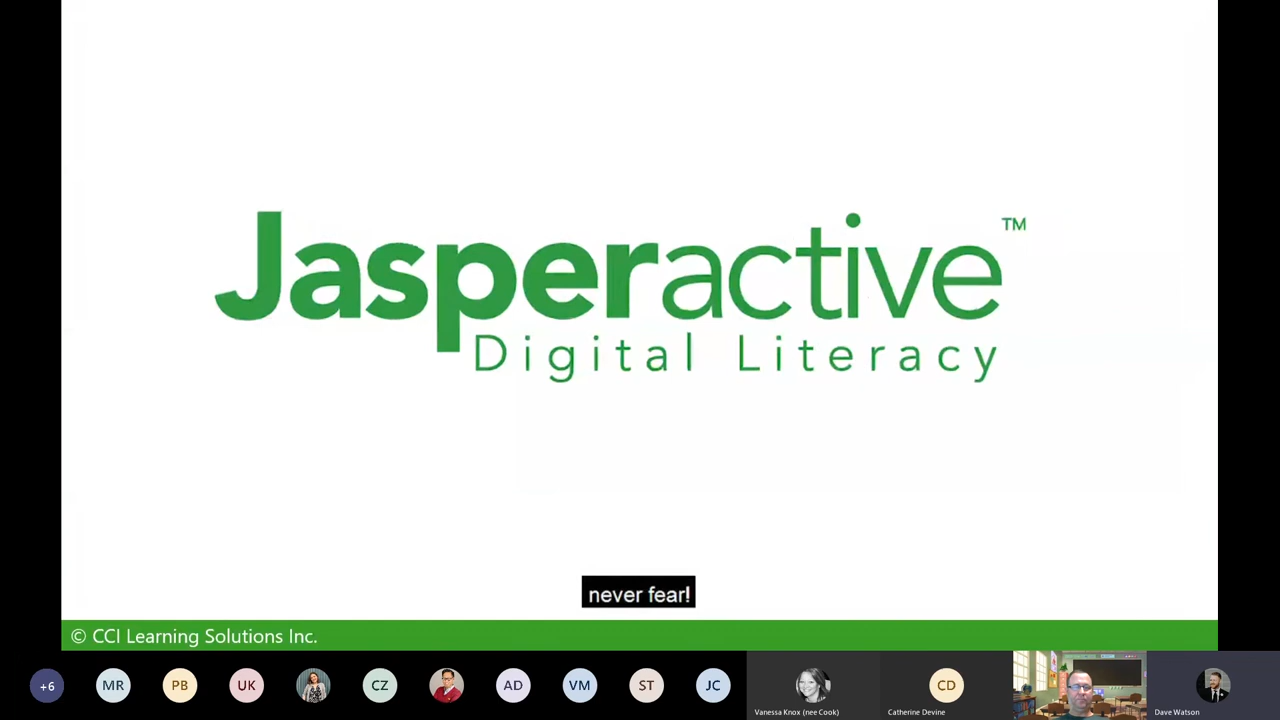 Jasperactive™
Digital Literacy
never fear!
© CCI Learning Solutions Inc.
+6
MR
PB
UK
CZ
AD
VM
ST
JC
Vanessa Knox (nee Cook)
CD
Catherine Devine
Dave Watson